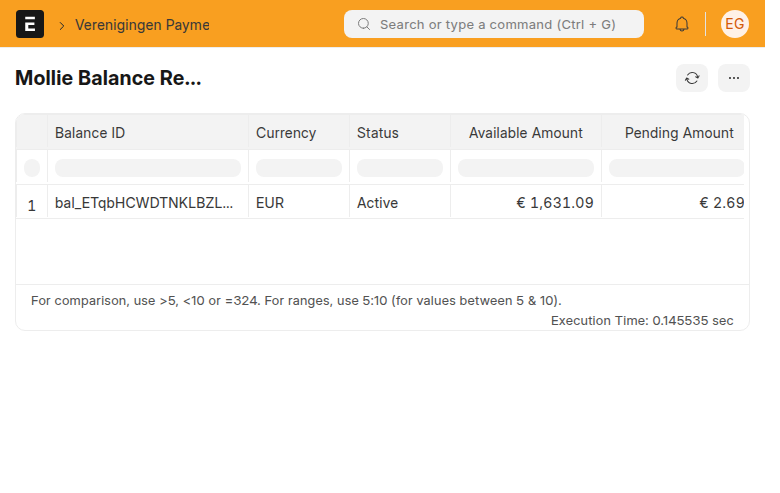 E
Verenigingen Payme
Search or type a command (Ctrl + G)
EG
Mollie Balance Re...
Balance ID Currency Status Available Amount Pending Amount
1 bal_ETqbHCWDTNKLBZL... EUR Active € 1,631.09 € 2.69
For comparison, use >5, <10 or =324. For ranges, use 5:10 (for values between 5 & 10).
Execution Time: 0.145535 sec